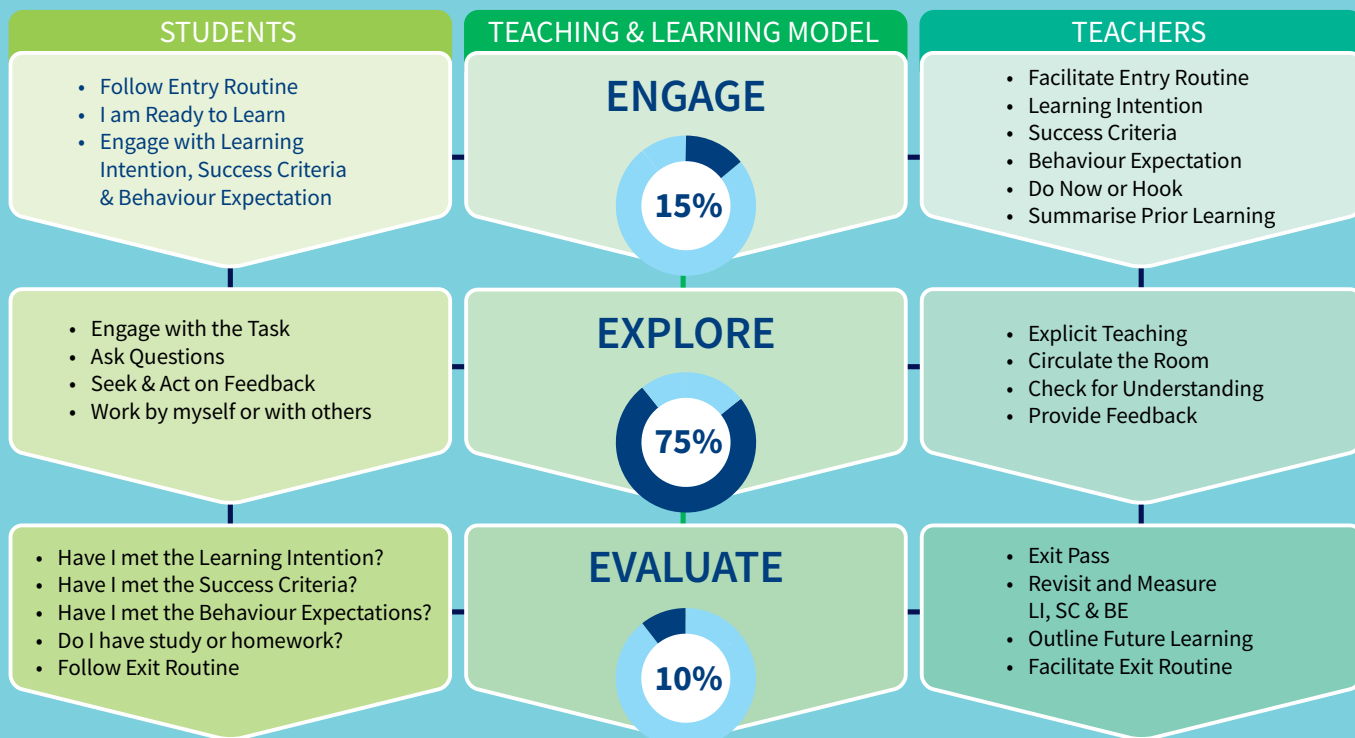 STUDENTS
TEACHING & LEARNING MODEL
TEACHERS
• Follow Entry Routine
• I am Ready to Learn
• Engage with Learning
Intention, Success Criteria
& Behaviour Expectation
ENGAGE
15%
• Facilitate Entry Routine
• Learning Intention
• Success Criteria
• Behaviour Expectation
• Do Now or Hook
• Summarise Prior Learning
• Engage with the Task
• Ask Questions
• Seek & Act on Feedback
• Work by myself or with others
EXPLORE
75%
• Explicit Teaching
• Circulate the Room
• Check for Understanding
• Provide Feedback
• Have I met the Learning Intention?
• Have I met the Success Criteria?
• Have I met the Behaviour Expectations?
• Do I have study or homework?
• Follow Exit Routine
EVALUATE
10%
• Exit Pass
• Revisit and Measure
LI, SC & BE
• Outline Future Learning
• Facilitate Exit Routine